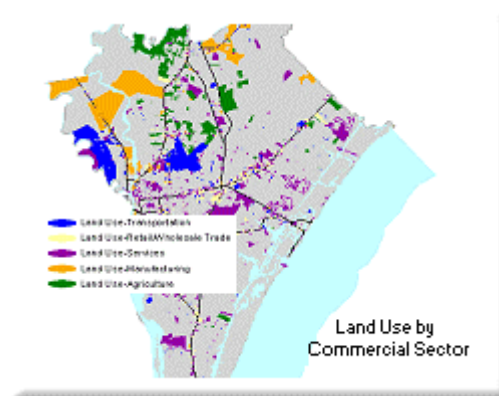 Land Use-Transportation
Land Use-Retail/Wholesale Trade
Land Use-Services
Land Use-Manufacturing
Land Use-Agriculture
Land Use by
Commercial Sector